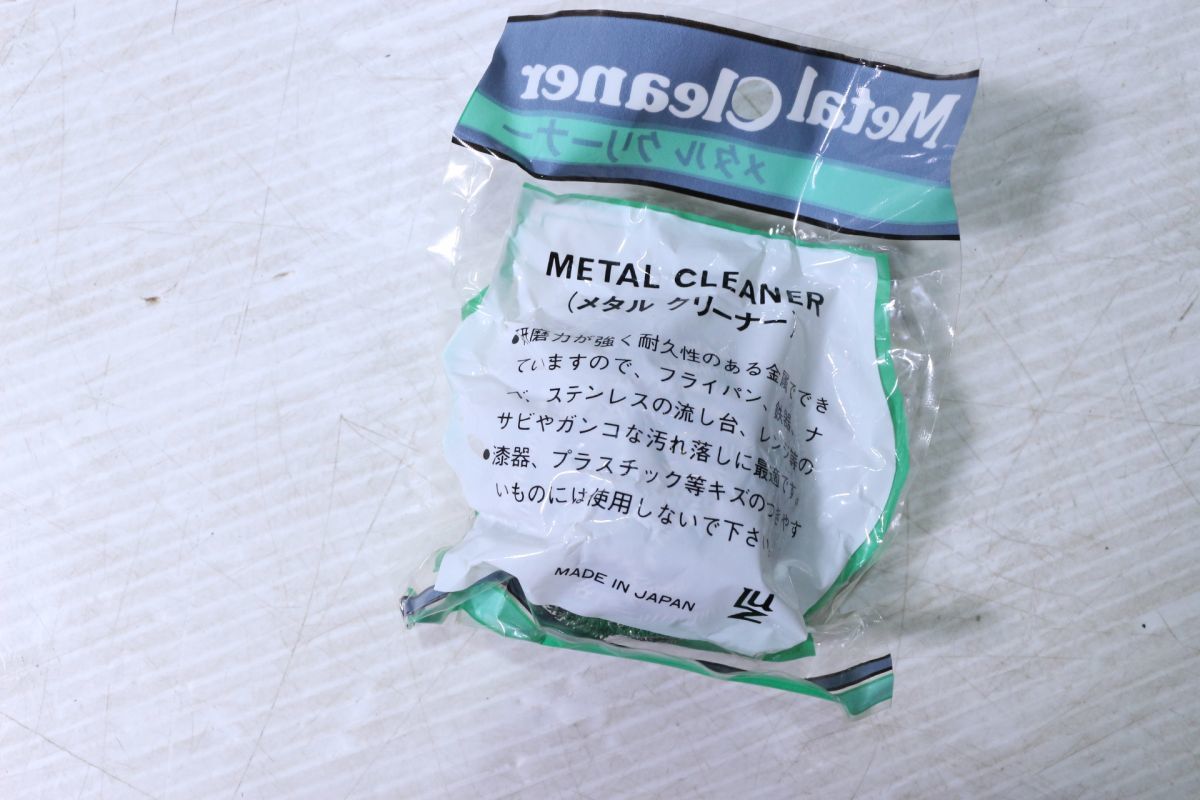 Metal Cleaner
メタル クリーナー
METAL CLEANER
(メタル クリーナー)
●研磨力が強く耐久性のある金属ででき
ていますので、フライパン、鉄器、ナ
べ、ステンレスの流し台、レンジ等の
サビやガンコな汚れ落しに最適です。
●漆器、プラスチック等キズのつきやす
いものには使用しないで下さい。
MADE IN JAPAN